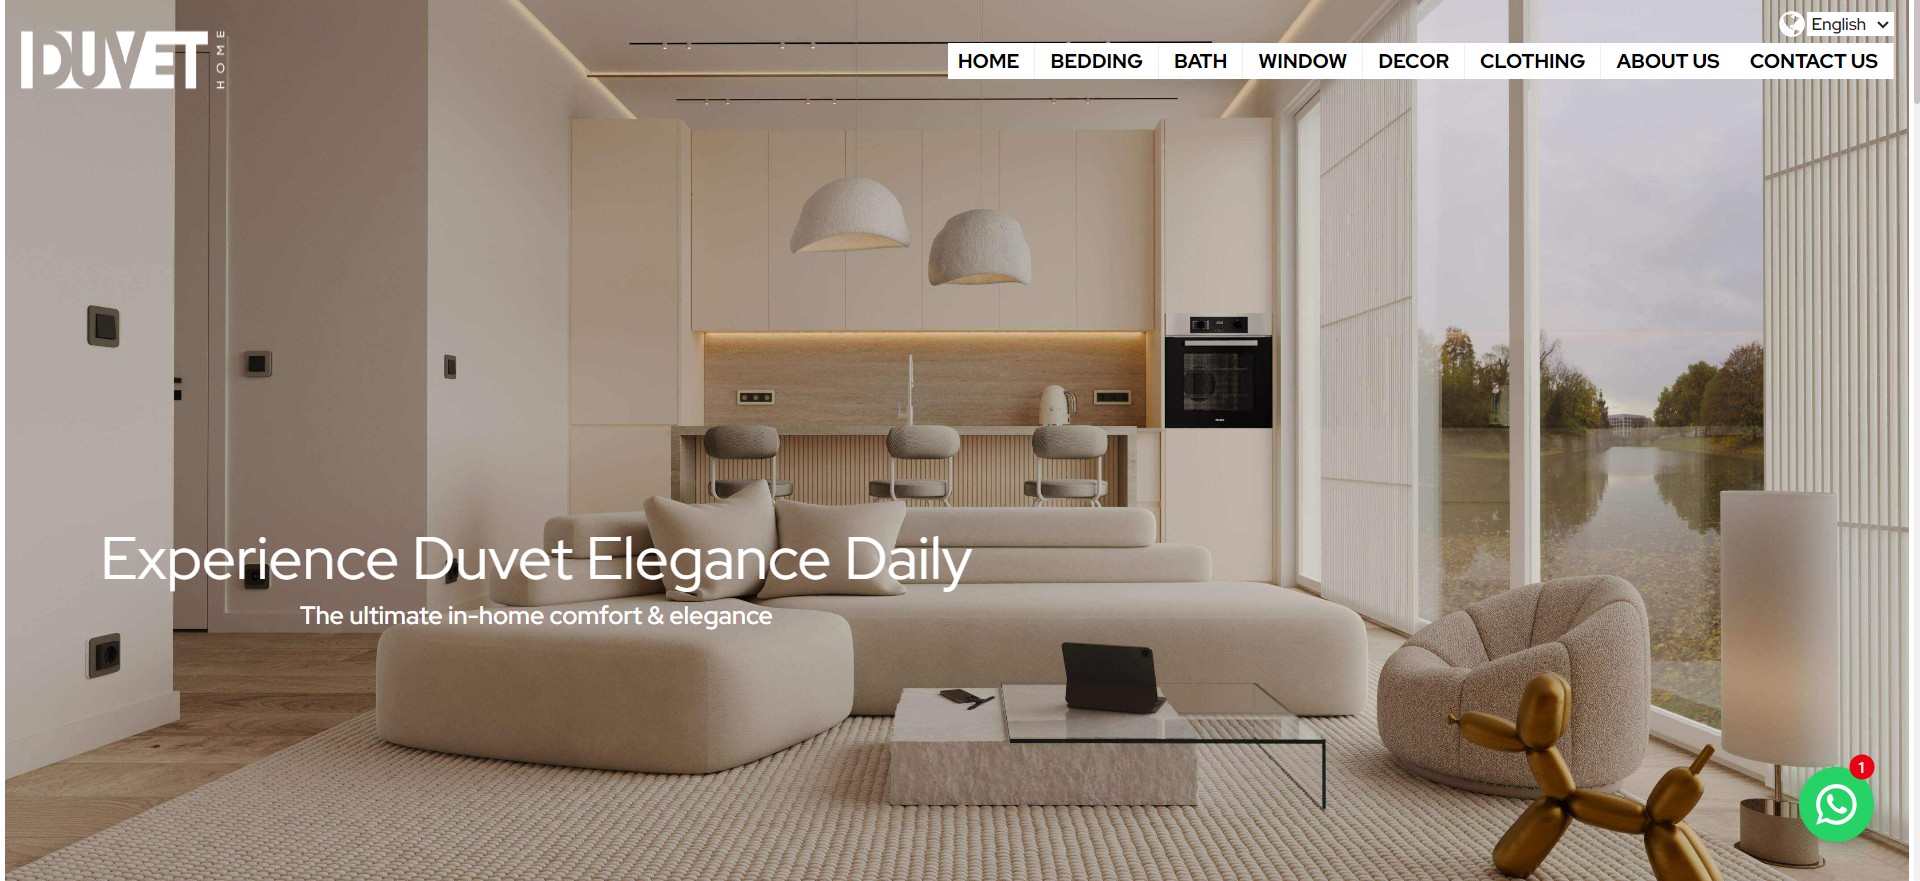 DUVET
HOME
English
HOME
BEDDING
BATH
WINDOW
DECOR
CLOTHING
ABOUT US
CONTACT US
Experience Duvet Elegance Daily
The ultimate in-home comfort & elegance
1